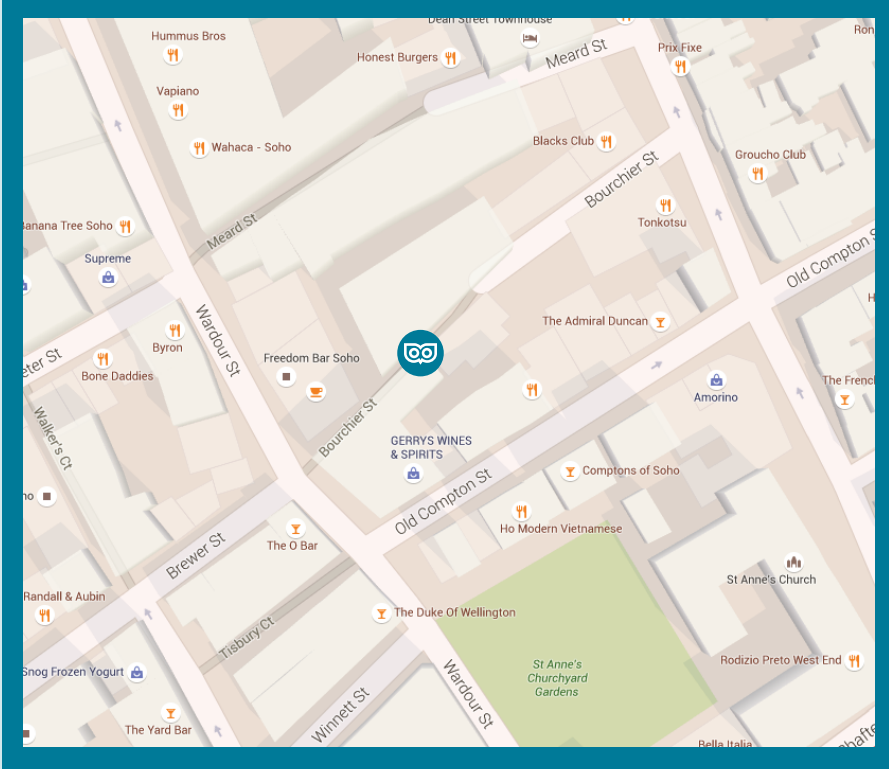 Dean Street Townhouse
Hummus Bros
Honest Burgers
Meard St
Prix Fixe
Ron
Vapiano
Wahaca - Soho
Blacks Club
Groucho Club
Bourchier St
Tonkotsu
Banana Tree Soho
Meard St
Supreme
Old Compton S
H
Wardour St
The Admiral Duncan
Byron
Freedom Bar Soho
eter St
Bone Daddies
The French
Amorino
Walker's Ct
Bourchier St
GERRYS WINES
& SPIRITS
Comptons of Soho
ho
Old Compton St
Ho Modern Vietnamese
The O Bar
Brewer St
St Anne's Church
Randall & Aubin
The Duke Of Wellington
Tisbury Ct
Rodizio Preto West End
St Anne's
Churchyard
Gardens
Snog Frozen Yogurt
Wardour St
Winnett St
The Yard Bar
Bella Italia
hafte